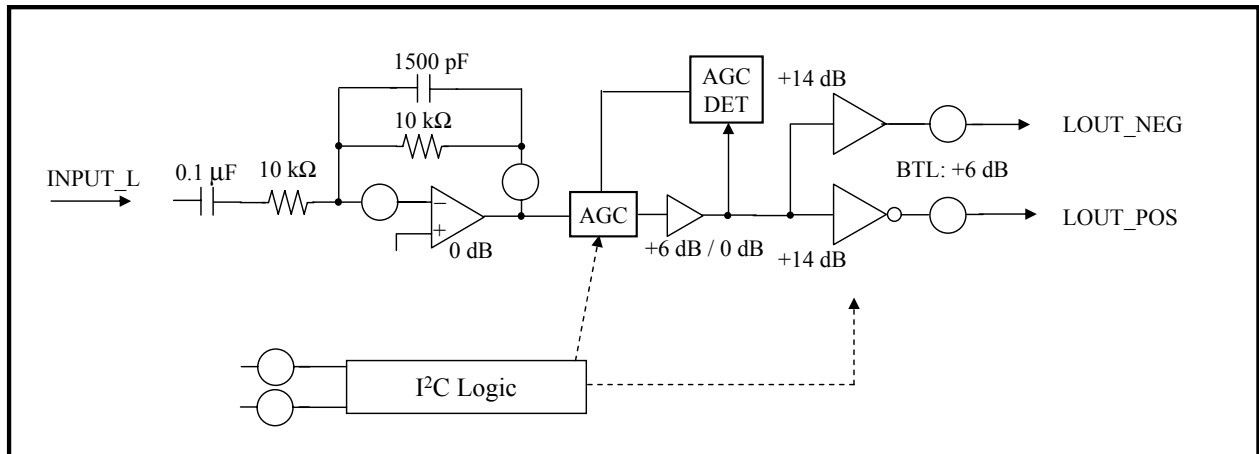 1500 pF
10 kΩ
INPUT_L
0.1 µF
10 kΩ
−
+
0 dB
AGC
AGC
DET
+6 dB / 0 dB
+14 dB
LOUT_NEG
BTL: +6 dB
LOUT_POS
+14 dB
I²C Logic